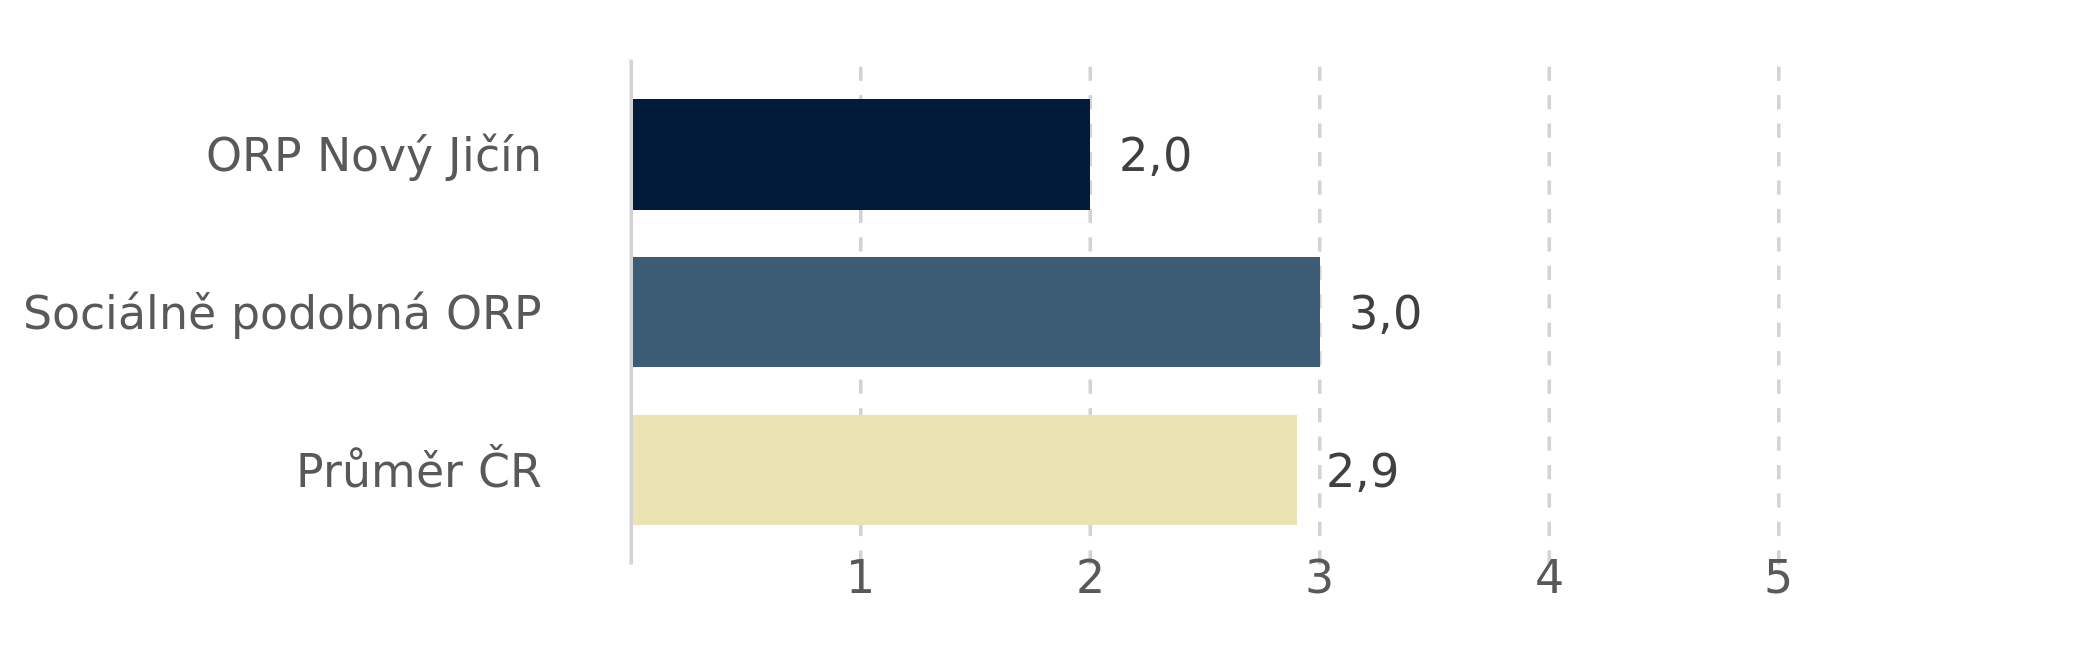 ORP Nový Jičín 2,0
Sociálně podobná ORP 3,0
Průměr ČR 2,9
1 2 3 4 5